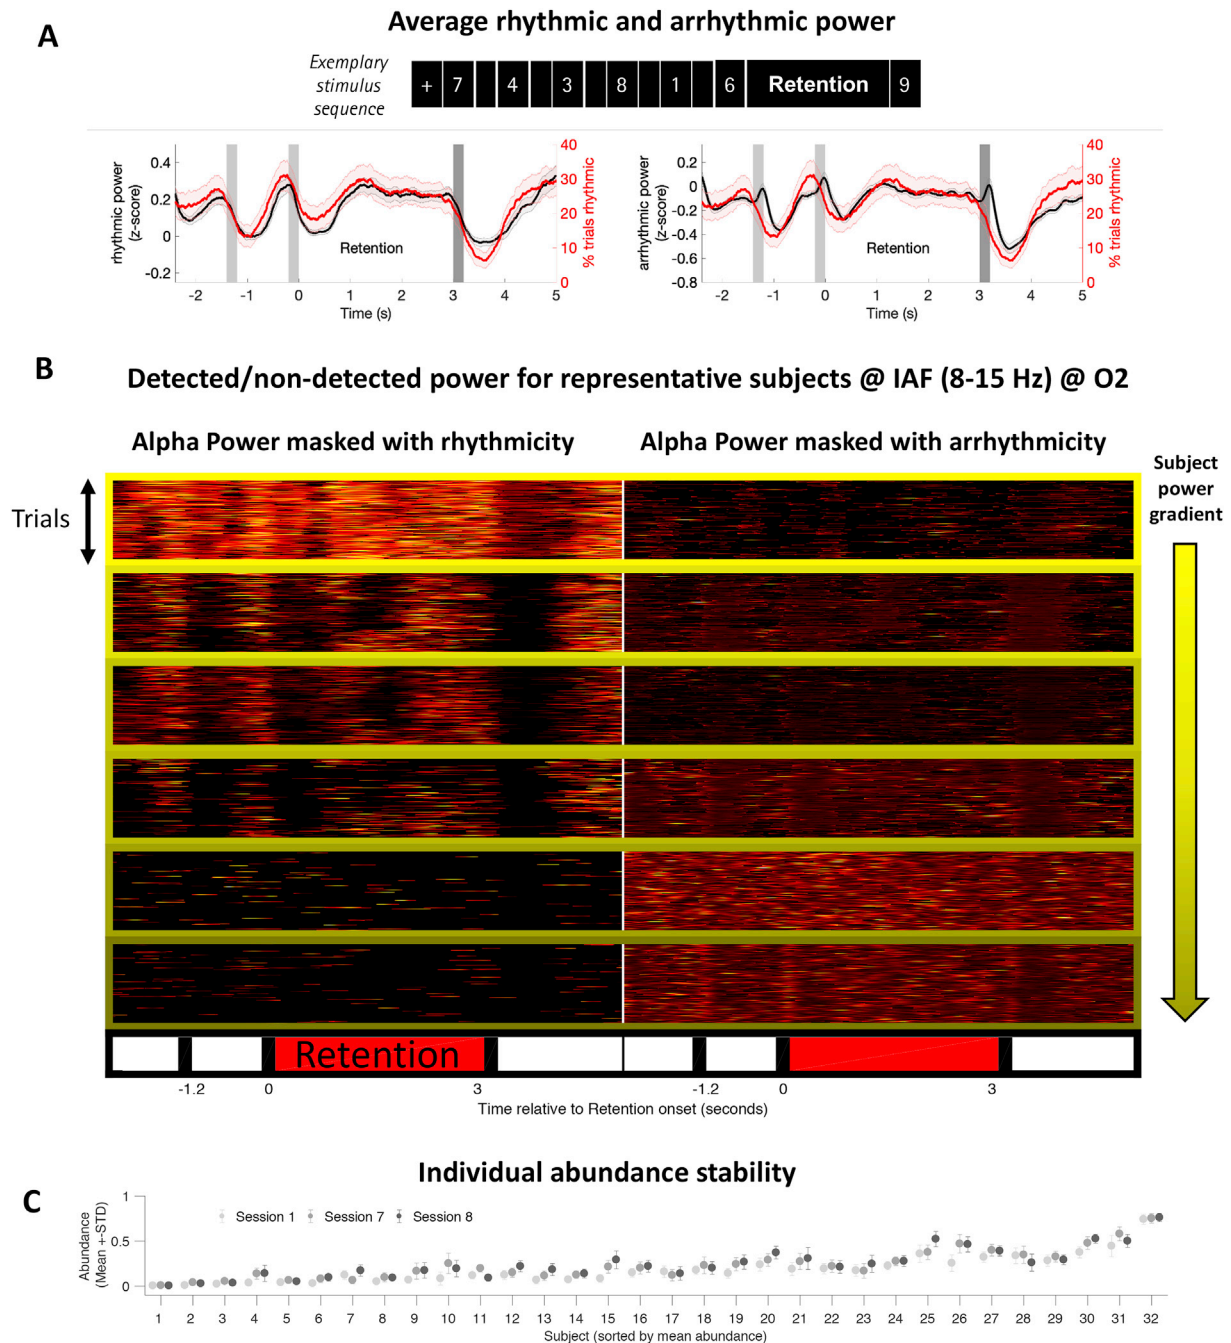 A
Average rhythmic and arrhythmic power
Exemplary
stimulus
sequence
+ 7 4 3 8 1 6 Retention 9
rhythmic power
(z-score)
0.4
0.2
0
-0.2
Retention
-2 -1 0 1 2 3 4 5
Time (s)
40
30
20
10
0
% trials rhythmic
arrhythmic power
(z-score)
0.2
0
-0.2
-0.4
-0.6
-0.8
Retention
-2 -1 0 1 2 3 4 5
Time (s)
40
30
20
10
0
% trials rhythmic
B
Detected/non-detected power for representative subjects @ IAF (8-15 Hz) @ O2
Alpha Power masked with rhythmicity
Alpha Power masked with arrhythmicity
Trials
Subject
power
gradient
Retention
-1.2 0 3 -1.2 0 3
Time relative to Retention onset (seconds)
C
Individual abundance stability
Abundance
(Mean +-STD)
1
0.5
0
Session 1 Session 7 Session 8
1 2 3 4 5 6 7 8 9 10 11 12 13 14 15 16 17 18 19 20 21 22 23 24 25 26 27 28 29 30 31 32
Subject (sorted by mean abundance)